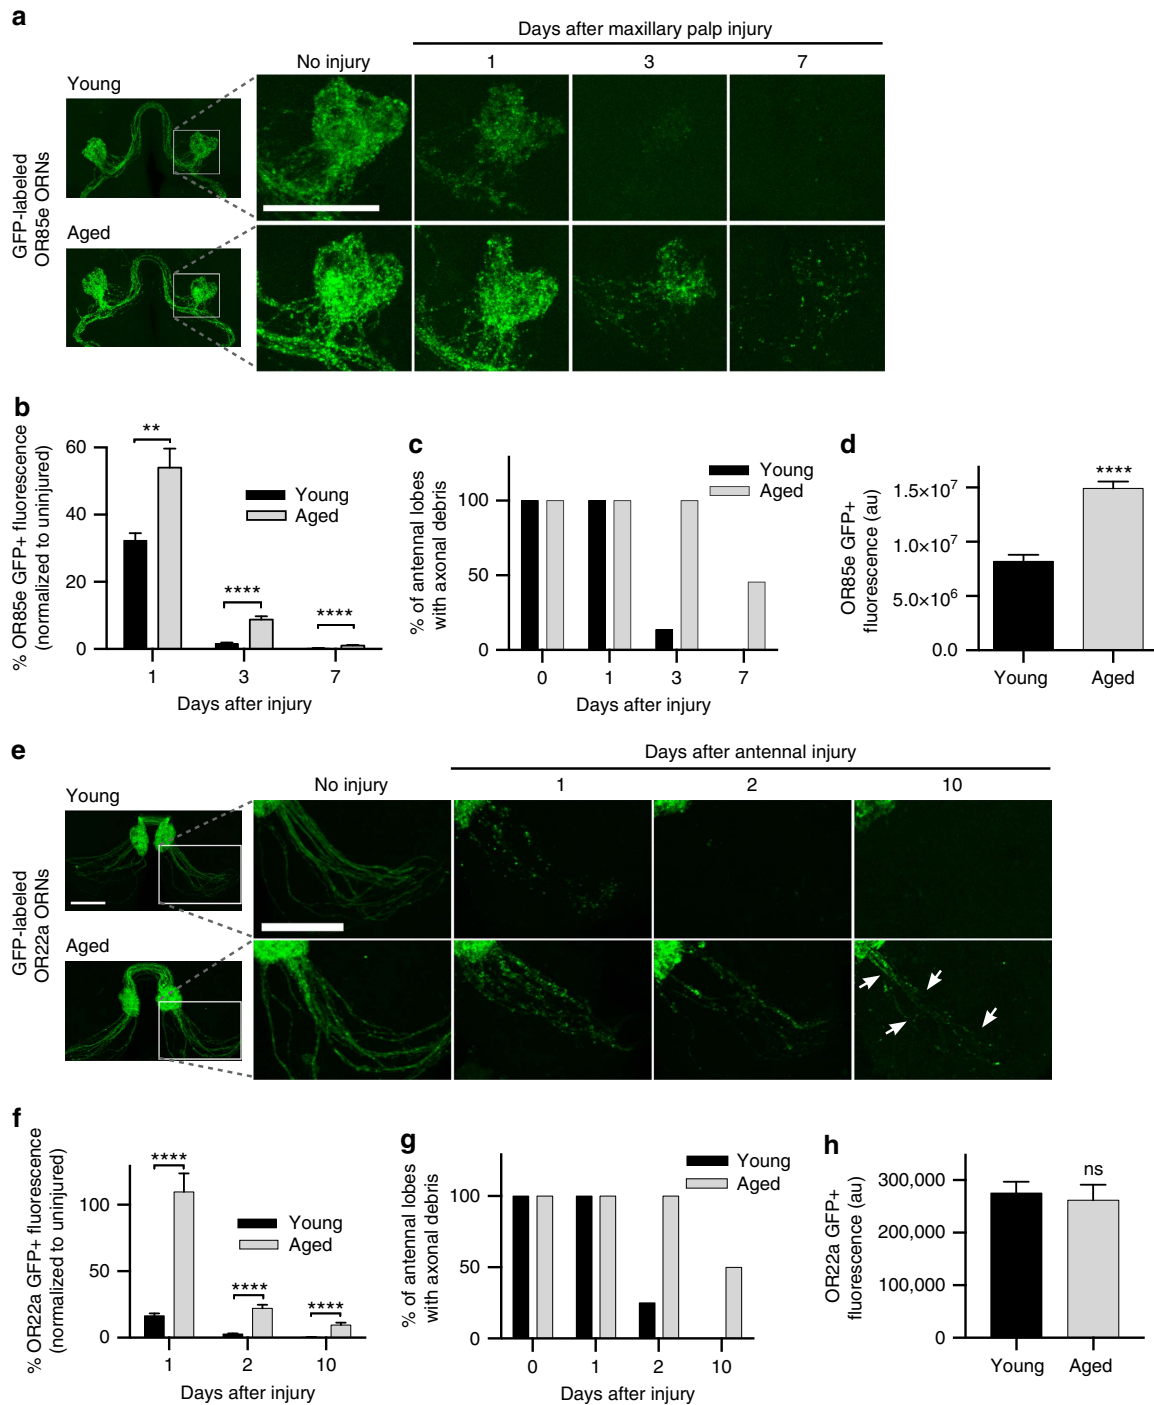 a
Days after maxillary palp injury
No injury
1
3
7
Young
Aged
GFP-labeled
OR85e ORNs
b
% OR85e GFP+ fluorescence
(normalized to uninjured)
60
40
20
0
**
****
****
Young
Aged
1
3
7
Days after injury
c
% of antennal lobes
with axonal debris
100
50
0
Young
Aged
0
1
3
7
Days after injury
d
OR85e GFP+
fluorescence (au)
1.5×10⁷
1.0×10⁷
5.0×10⁶
0.0
****
Young
Aged
e
Days after antennal injury
No injury
1
2
10
Young
Aged
GFP-labeled
OR22a ORNs
f
% OR22a GFP+ fluorescence
(normalized to uninjured)
100
50
0
****
****
****
Young
Aged
1
2
10
Days after injury
g
% of antennal lobes
with axonal debris
100
50
0
Young
Aged
0
1
2
10
Days after injury
h
OR22a GFP+
fluorescence (au)
300,000
200,000
100,000
0
ns
Young
Aged